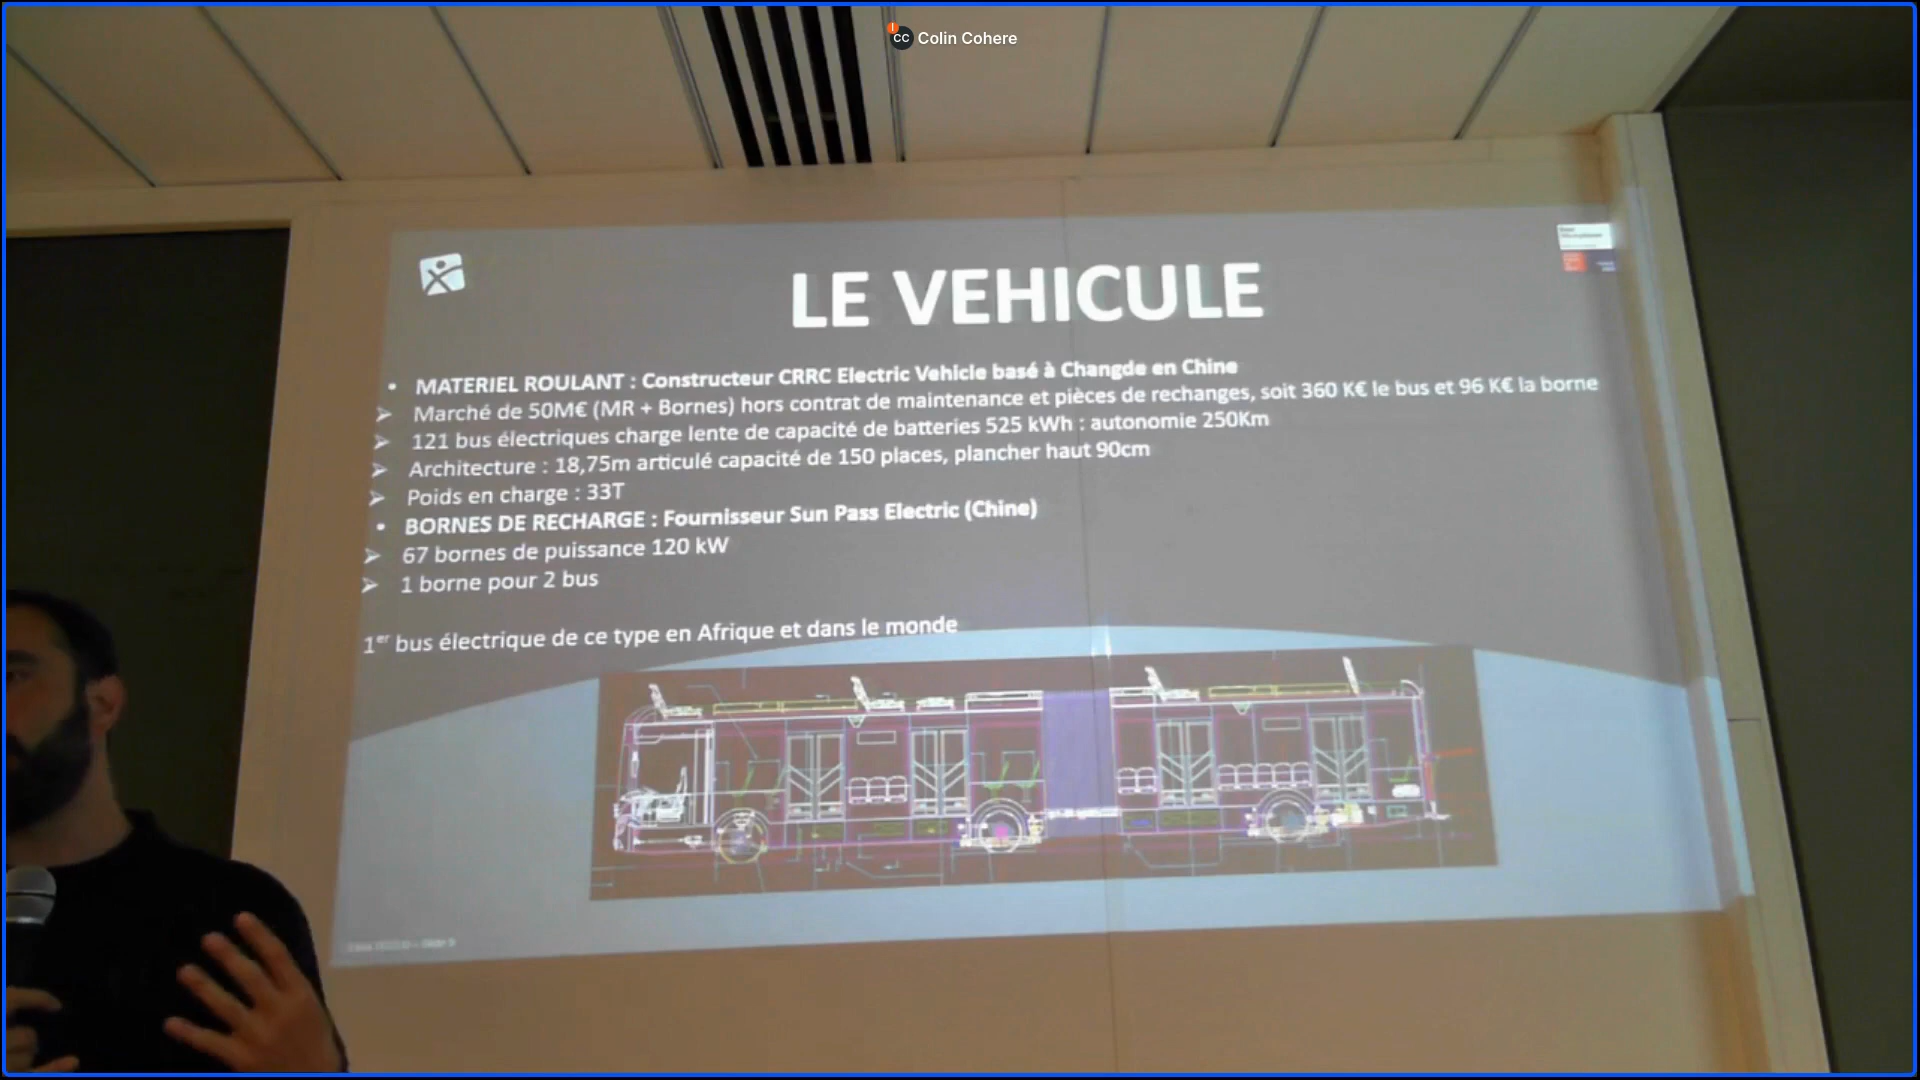 CC Colin Cohere
LE VEHICULE
• MATERIEL ROULANT : Constructeur CRRC Electric Vehicle basé à Changde en Chine
➢ Marché de 50M€ (MR + Bornes) hors contrat de maintenance et pièces de rechanges, soit 360 K€ le bus et 96 K€ la borne
➢ 121 bus électriques charge lente de capacité de batteries 525 kWh : autonomie 250Km
➢ Architecture : 18,75m articulé capacité de 150 places, plancher haut 90cm
➢ Poids en charge : 33T
• BORNES DE RECHARGE : Fournisseur Sun Pass Electric (Chine)
➢ 67 bornes de puissance 120 kW
➢ 1 borne pour 2 bus
1er bus électrique de ce type en Afrique et dans le monde